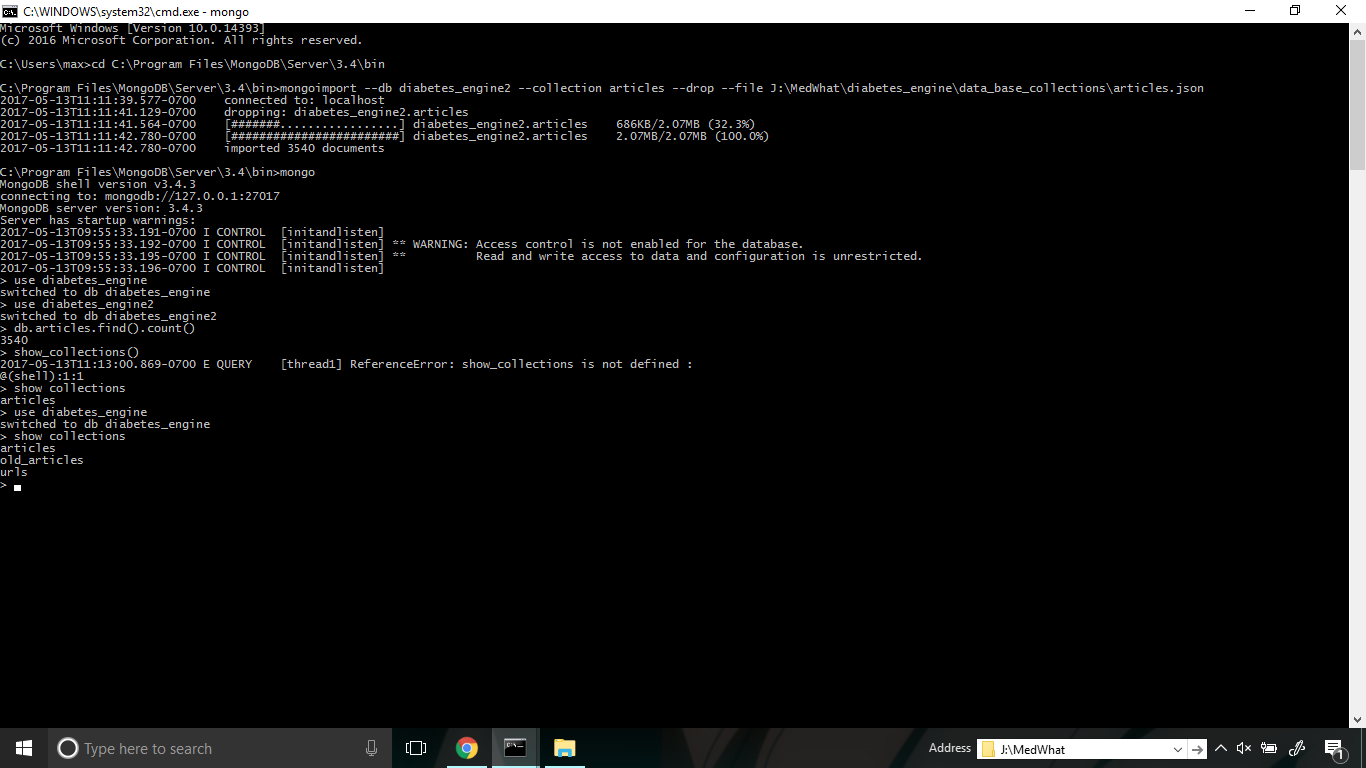 C:\WINDOWS\system32\cmd.exe - mongo
Microsoft Windows [Version 10.0.14393]
(c) 2016 Microsoft Corporation. All rights reserved.
C:\Users\max>cd C:\Program Files\MongoDB\Server\3.4\bin
C:\Program Files\MongoDB\Server\3.4\bin>mongoimport --db diabetes_engine2 --collection articles --drop --file J:\MedWhat\diabetes_engine\data_base_collections\articles.json
2017-05-13T11:11:39.577-0700    connected to: localhost
2017-05-13T11:11:41.129-0700    dropping: diabetes_engine2.articles
2017-05-13T11:11:41.564-0700    [#######.................] diabetes_engine2.articles    686KB/2.07MB (32.3%)
2017-05-13T11:11:42.780-0700    [########################] diabetes_engine2.articles    2.07MB/2.07MB (100.0%)
2017-05-13T11:11:42.780-0700    imported 3540 documents
C:\Program Files\MongoDB\Server\3.4\bin>mongo
MongoDB shell version v3.4.3
connecting to: mongodb://127.0.0.1:27017
MongoDB server version: 3.4.3
Server has startup warnings:
2017-05-13T09:55:33.191-0700 I CONTROL  [initandlisten]
2017-05-13T09:55:33.192-0700 I CONTROL  [initandlisten] ** WARNING: Access control is not enabled for the database.
2017-05-13T09:55:33.195-0700 I CONTROL  [initandlisten] **          Read and write access to data and configuration is unrestricted.
2017-05-13T09:55:33.196-0700 I CONTROL  [initandlisten]
> use diabetes_engine
switched to db diabetes_engine
> use diabetes_engine2
switched to db diabetes_engine2
> db.articles.find().count()
3540
> show_collections()
2017-05-13T11:13:00.869-0700 E QUERY    [thread1] ReferenceError: show_collections is not defined :
@(shell):1:1
> show collections
articles
> use diabetes_engine
switched to db diabetes_engine
> show collections
articles
old_articles
urls
>
Type here to search
Address
J:\MedWhat
1